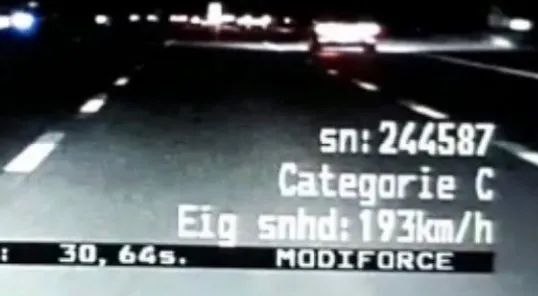 sn:244587
Categorie C
Eig snhd:193km/h
: 30,64s. MODIFORCE